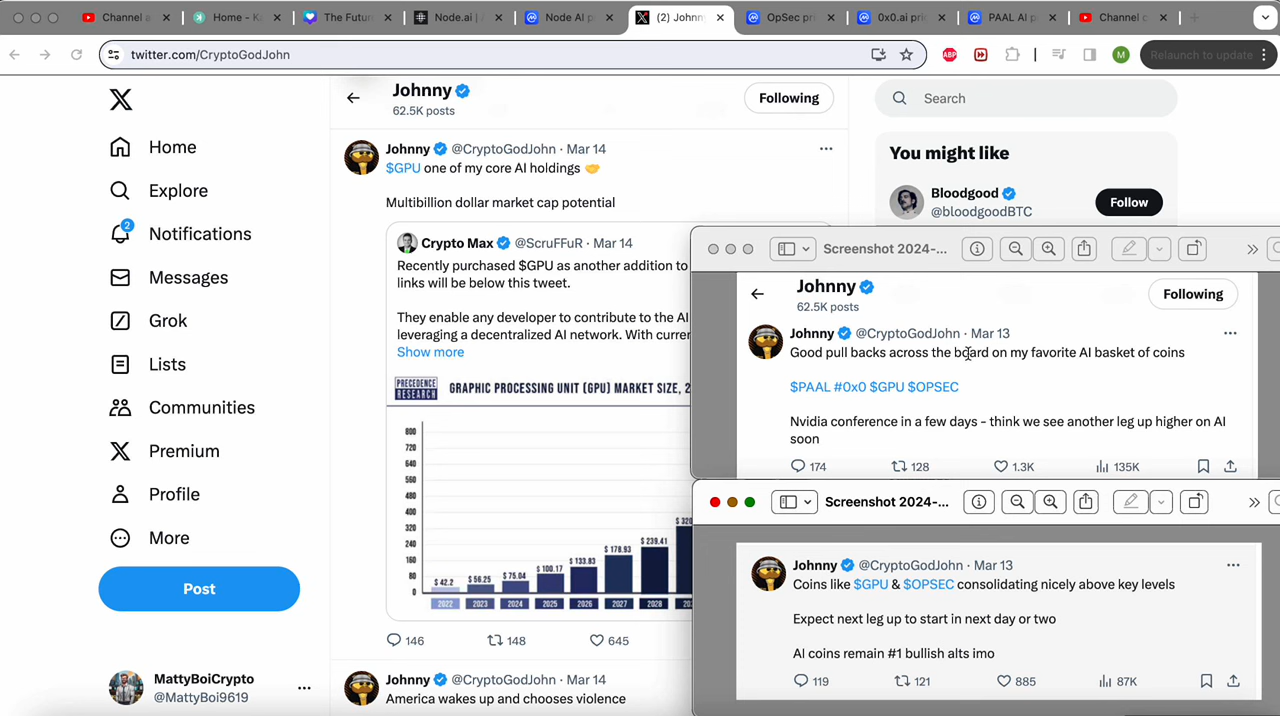 Channel a
Home - Ka
The Futur
Node.ai |
Node AI p
(2) Johnn
OpSec pri
0x0.ai pri
PAAL AI p
Channel c
twitter.com/CryptoGodJohn
ABP
M
Relaunch to update
Home
Explore
2
Notifications
Messages
Grok
Lists
Communities
Premium
Profile
More
Post
MattyBoiCrypto
@MattyBoi9619
Johnny
62.5K posts
Following
Johnny @CryptoGodJohn · Mar 14
$GPU one of my core AI holdings
Multibillion dollar market cap potential
Crypto Max @ScruFFuR · Mar 14
Recently purchased $GPU as another addition to
links will be below this tweet.
They enable any developer to contribute to the AI
leveraging a decentralized AI network. With current
Show more
PRECEDENCE
RESEARCH
GRAPHIC PROCESSING UNIT (GPU) MARKET SIZE, 2
800
720
640
560
480
400
320
240
160
80
0
$ 42.2
$ 56.25
$ 75.04
$ 100.17
$ 133.83
$ 178.93
$ 239.41
$ 320
2022
2023
2024
2025
2026
2027
2028
146
148
645
Johnny @CryptoGodJohn · Mar 14
America wakes up and chooses violence
Search
You might like
Bloodgood
@bloodgoodBTC
Follow
Screenshot 2024-...
Johnny
62.5K posts
Following
Johnny @CryptoGodJohn · Mar 13
Good pull backs across the board on my favorite AI basket of coins
$PAAL #0x0 $GPU $OPSEC
Nvidia conference in a few days - think we see another leg up higher on AI
soon
174
128
1.3K
135K
Screenshot 2024-...
Johnny @CryptoGodJohn · Mar 13
Coins like $GPU & $OPSEC consolidating nicely above key levels
Expect next leg up to start in next day or two
AI coins remain #1 bullish alts imo
119
121
885
87K